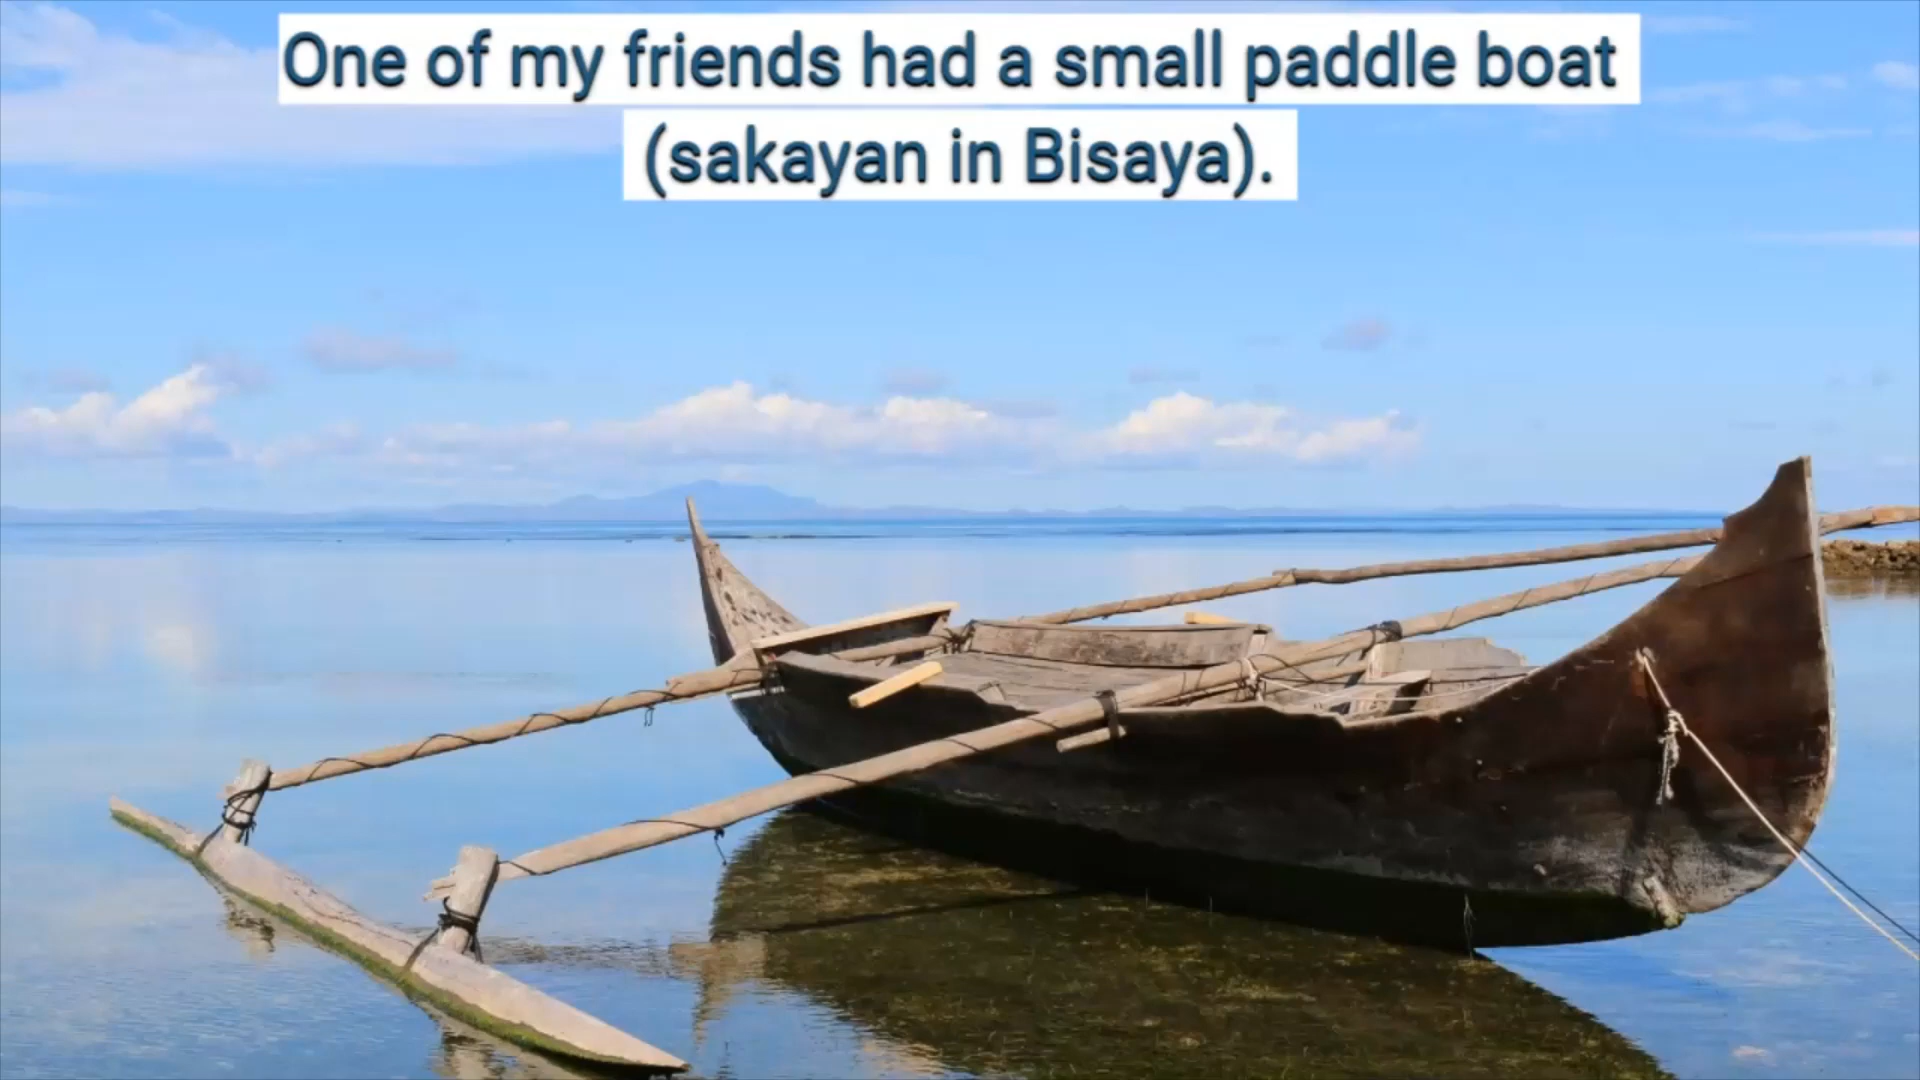 One of my friends had a small paddle boat
(sakayan in Bisaya).